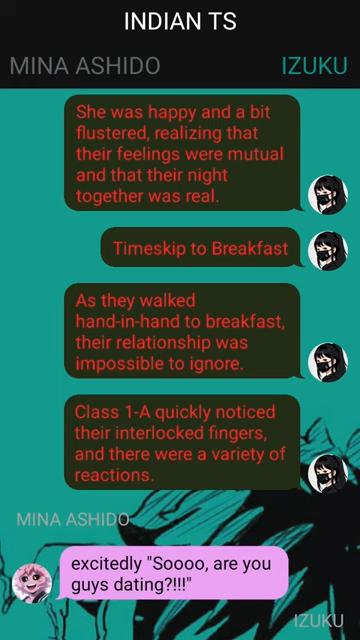 INDIAN TS
MINA ASHIDO IZUKU
She was happy and a bit
flustered, realizing that
their feelings were mutual
and that their night
together was real.
Timeskip to Breakfast
As they walked
hand-in-hand to breakfast,
their relationship was
impossible to ignore.
Class 1-A quickly noticed
their interlocked fingers,
and there were a variety of
reactions.
MINA ASHIDO
excitedly "Soooo, are you
guys dating?!!!"
IZUKU